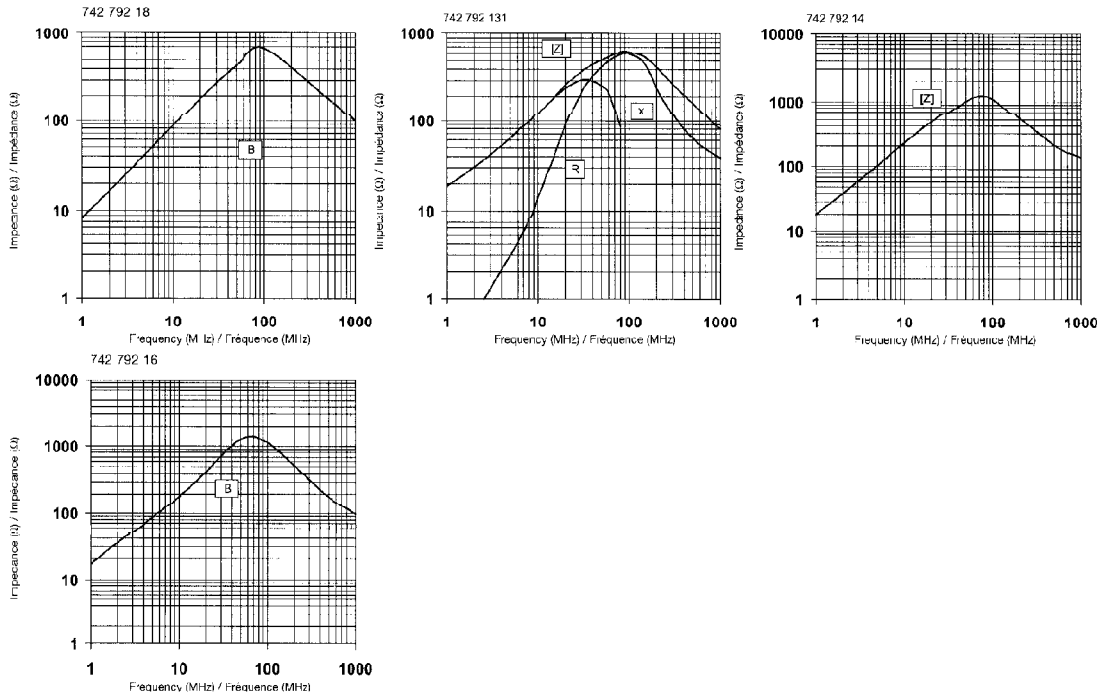 742 792 18
1000
100
10
1
1 10 100 1000
Impedance (Ω) / Impédance (Ω)
Frequency (MHz) / Fréquence (MHz)
B
742 792 131
1000
100
10
1
1 10 100 1000
Impedance (Ω) / Impédance (Ω)
Frequency (MHz) / Fréquence (MHz)
[Z]
x
R
742 792 14
10000
1000
100
10
1
1 10 100 1000
Impedance (Ω) / Impédance (Ω)
Frequency (MHz) / Fréquence (MHz)
[Z]
742 792 16
10000
1000
100
10
1
1 10 100 1000
Impedance (Ω) / Impédance (Ω)
Frequency (MHz) / Fréquence (MHz)
B